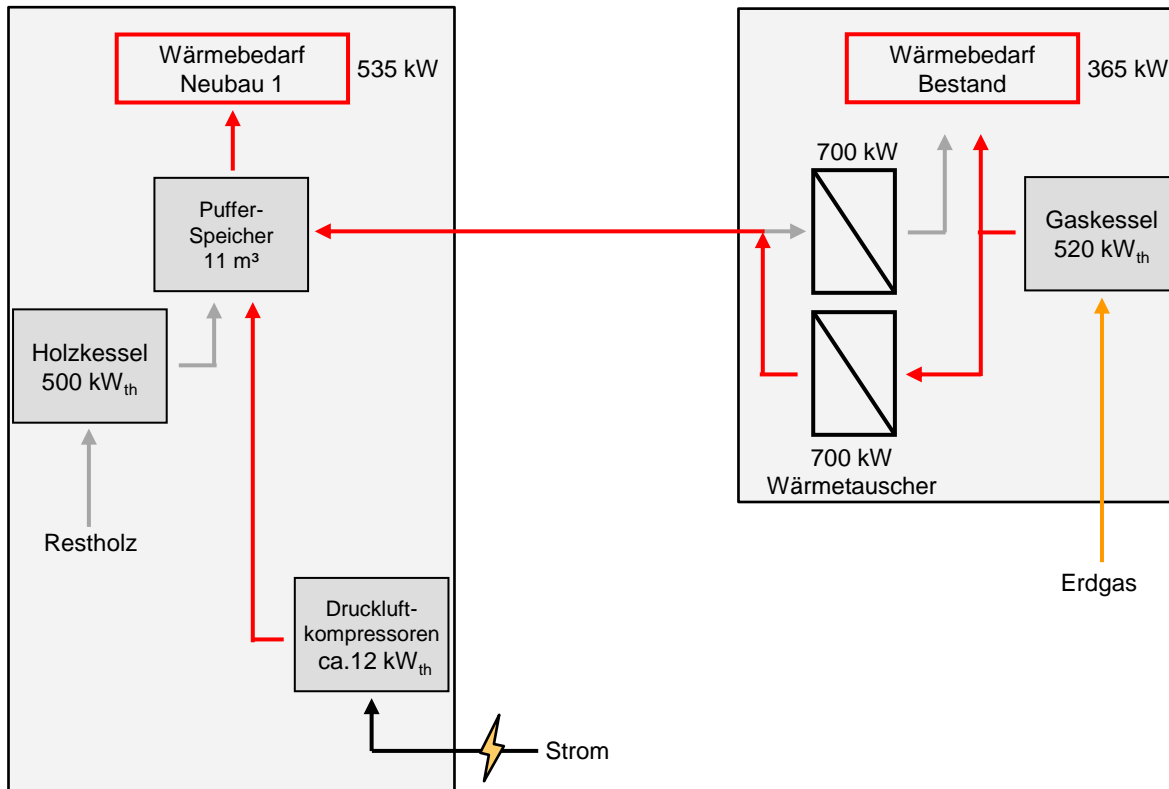 Wärmebedarf
Neubau 1
535 kW
Wärmebedarf
Bestand
365 kW
700 kW
Puffer-
Speicher
11 m³
Gaskessel
520 kWth
Holzkessel
500 kWth
700 kW
Wärmetauscher
Restholz
Erdgas
Druckluft-
kompressoren
ca.12 kWth
Strom